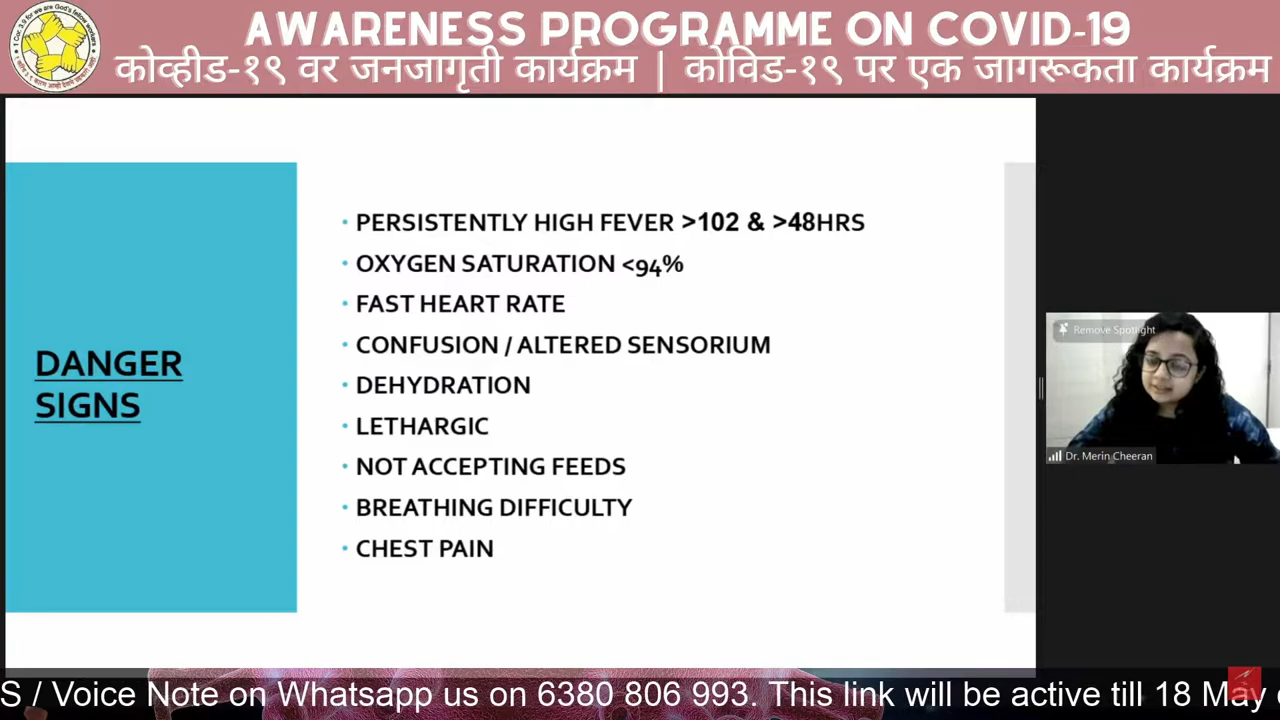 AWARENESS PROGRAMME ON COVID-19
कोव्हीड-१९ वर जनजागृती कार्यक्रम | कोविड-१९ पर एक जागरूकता कार्यक्रम
DANGER
SIGNS
• PERSISTENTLY HIGH FEVER >102 & >48HRS
• OXYGEN SATURATION <94%
• FAST HEART RATE
• CONFUSION / ALTERED SENSORIUM
• DEHYDRATION
• LETHARGIC
• NOT ACCEPTING FEEDS
• BREATHING DIFFICULTY
• CHEST PAIN
Remove Spotlight
Dr. Merin Cheeran
S / Voice Note on Whatsapp us on 6380 806 993. This link will be active till 18 May